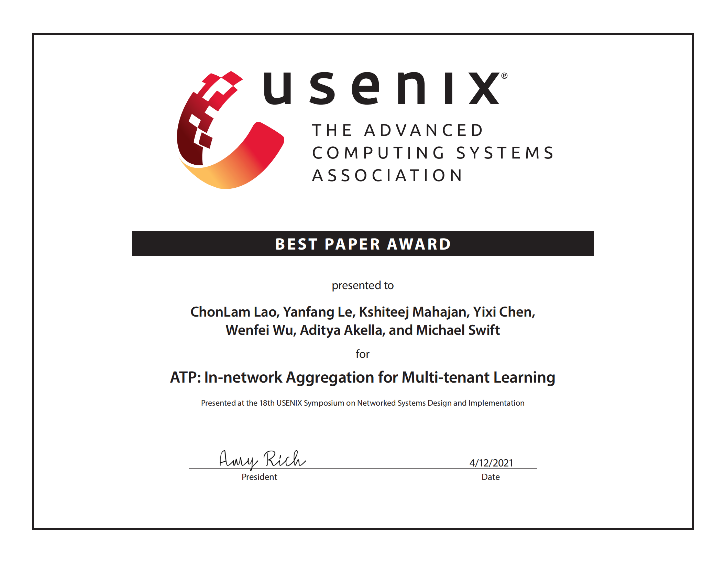 usenix®
THE ADVANCED
COMPUTING SYSTEMS
ASSOCIATION
BEST PAPER AWARD
presented to
ChonLam Lao, Yanfang Le, Kshiteej Mahajan, Yixi Chen,
Wenfei Wu, Aditya Akella, and Michael Swift
for
ATP: In-network Aggregation for Multi-tenant Learning
Presented at the 18th USENIX Symposium on Networked Systems Design and Implementation
Amy Rich 4/12/2021
President Date